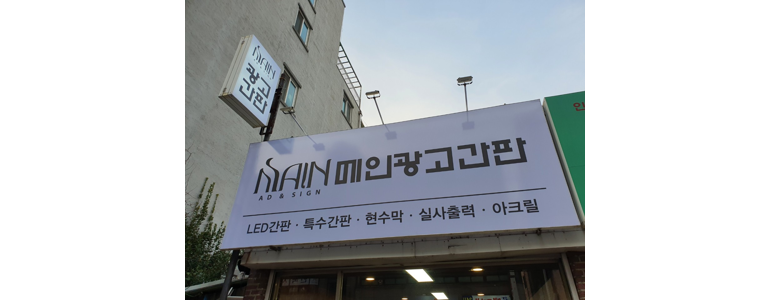 MAIN
광고
간판
MAIN 메인광고간판
AD & SIGN
LED간판 · 특수간판 · 현수막 · 실사출력 · 아크릴